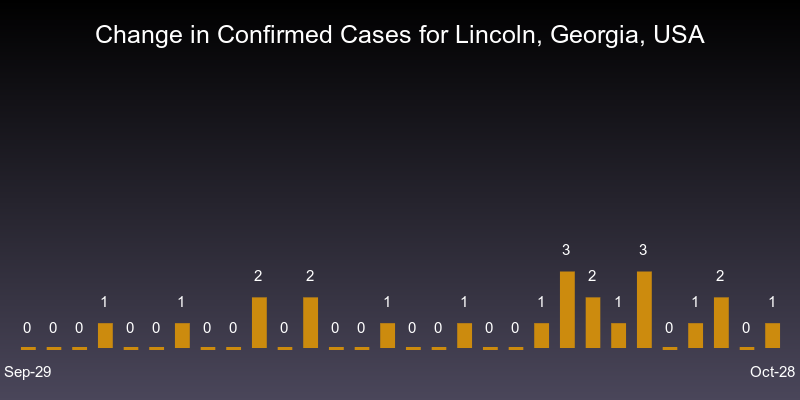 Change in Confirmed Cases for Lincoln, Georgia, USA
3 3
2 2 2 2
1 1 1 1 1 1 1 1
0 0 0 0 0 0 0 0 0 0 0 0 0 0 0 0
Sep-29 Oct-28